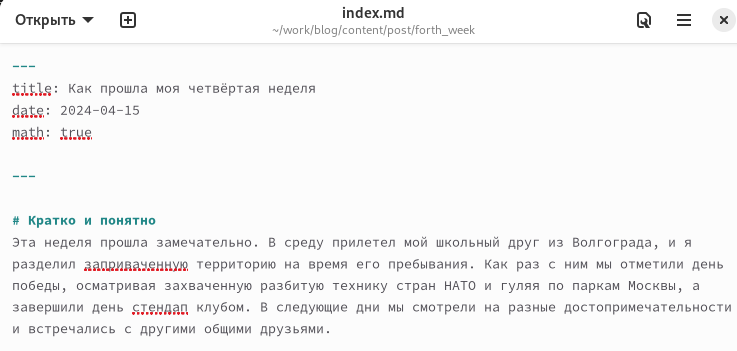 Открыть
index.md
~/work/blog/content/post/forth_week
---
title: Как прошла моя четвёртая неделя
date: 2024-04-15
math: true
---
# Кратко и понятно
Эта неделя прошла замечательно. В среду прилетел мой школьный друг из Волгограда, и я
разделил заприваченную территорию на время его пребывания. Как раз с ним мы отметили день
победы, осматривая захваченную разбитую технику стран НАТО и гуляя по паркам Москвы, а
завершили день стендап клубом. В следующие дни мы смотрели на разные достопримечательности
и встречались с другими общими друзьями.